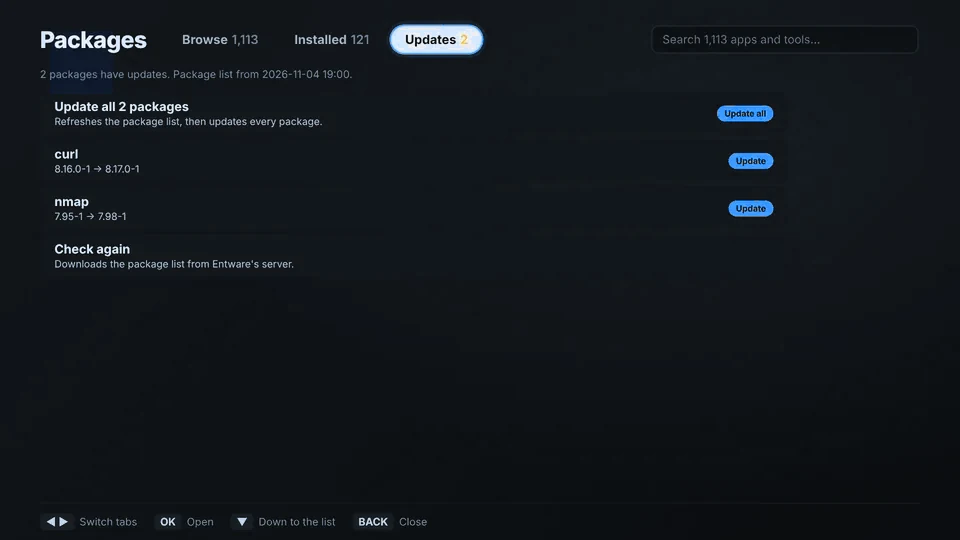 Packages Browse 1,113 Installed 121 Updates 2 Search 1,113 apps and tools...
2 packages have updates. Package list from 2026-11-04 19:00.
Update all 2 packages
Refreshes the package list, then updates every package.
Update all
curl
8.16.0-1 → 8.17.0-1
Update
nmap
7.95-1 → 7.98-1
Update
Check again
Downloads the package list from Entware's server.
◀ ▶ Switch tabs OK Open ▼ Down to the list BACK Close